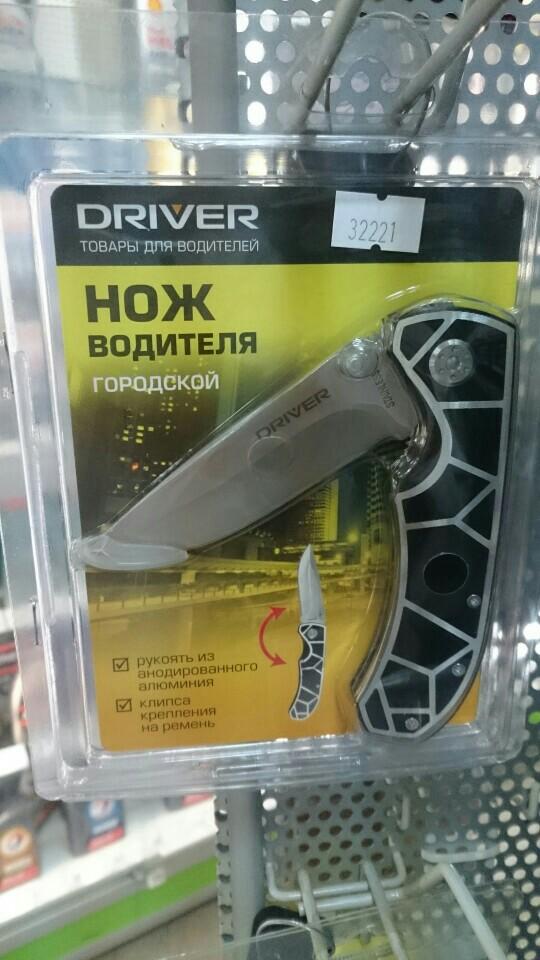 DRIVER
ТОВАРЫ ДЛЯ ВОДИТЕЛЕЙ
32221
НОЖ
ВОДИТЕЛЯ
ГОРОДСКОЙ
DRIVER
РУКОЯТЬ ИЗ
АНОДИРОВАННОГО
АЛЮМИНИЯ
КЛИПСА
КРЕПЛЕНИЯ
НА РЕМЕНЬ